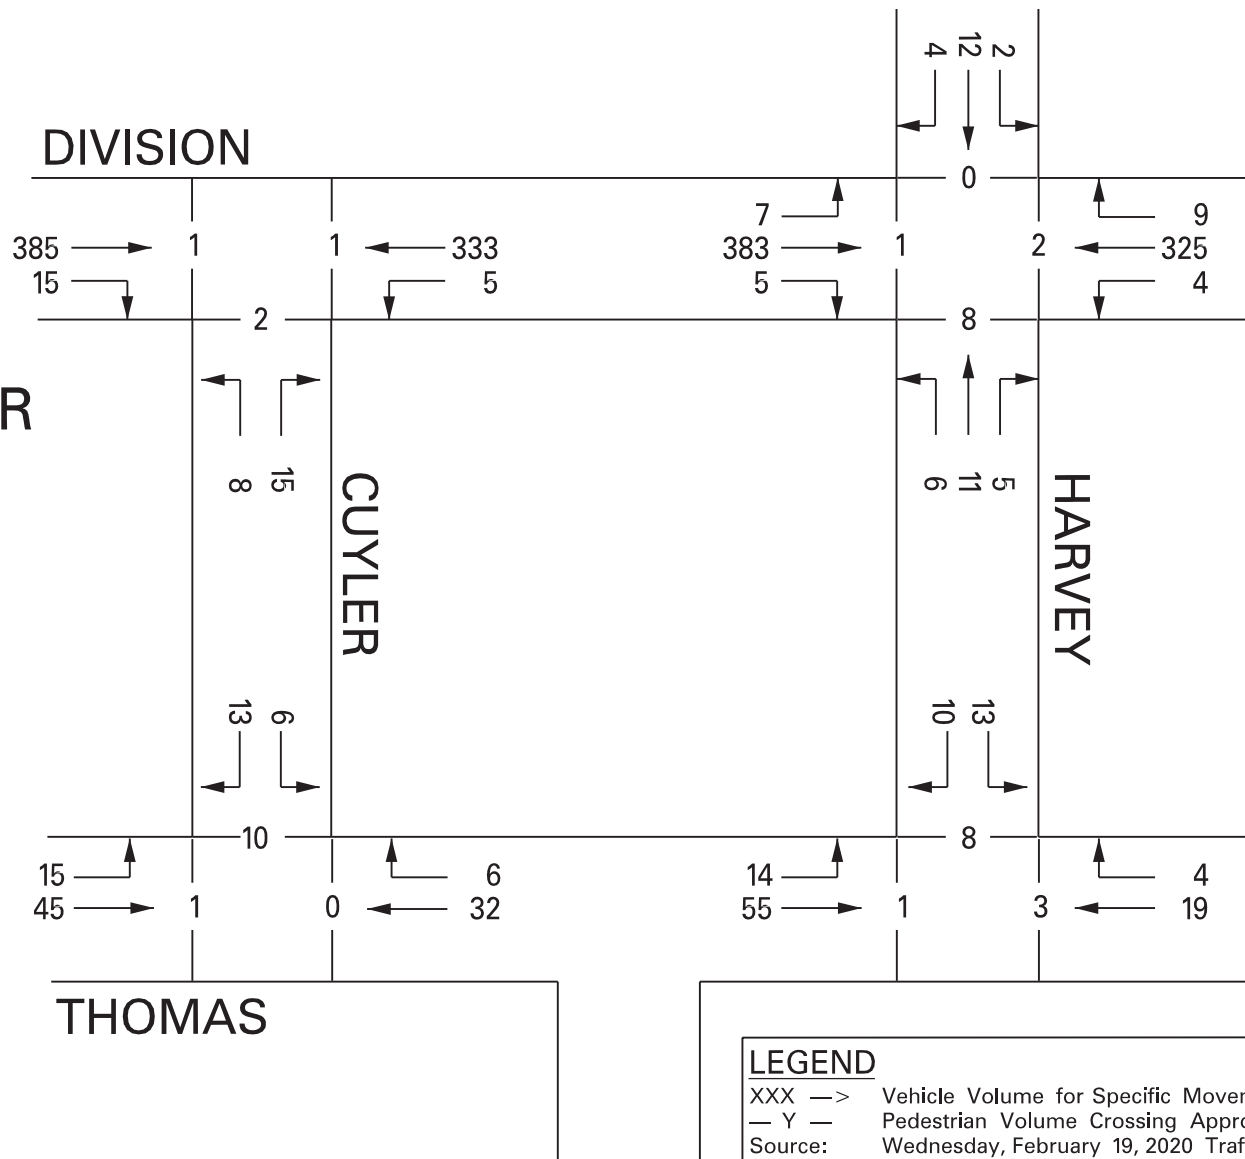 4 12 2
DIVISION
0
7 9
385 1 1 333 383 1 2 325
15 5 5 4
2 8
R
8 15 6 11 5
CUYLER
HARVEY
13 6 10 13
10 8
15 6 14 4
45 1 0 32 55 1 3 19
THOMAS
LEGEND
XXX —> Vehicle Volume for Specific Mover
— Y — Pedestrian Volume Crossing Appro
Source: Wednesday, February 19, 2020 Traf